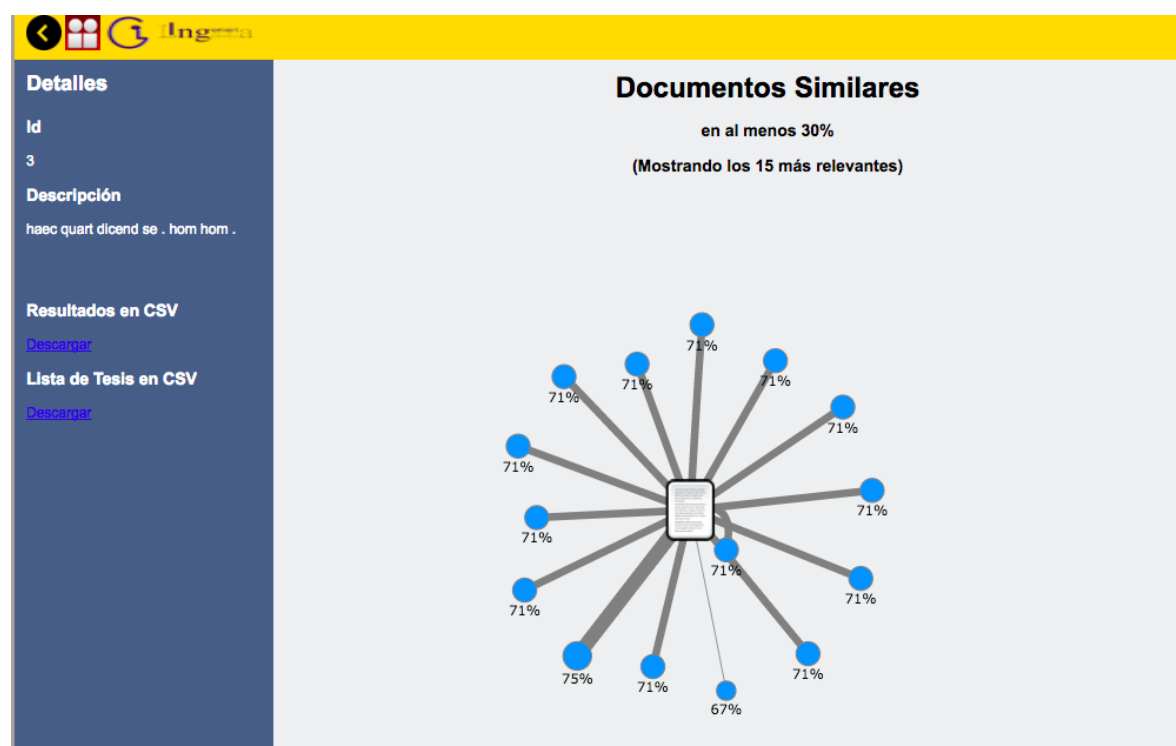 Detalles
Id
3
Descripción
haec quart dicend se . hom hom .
Resultados en CSV
Descargar
Lista de Tesis en CSV
Descargar
Documentos Similares
en al menos 30%
(Mostrando los 15 más relevantes)
71%
71%
71%
71%
71%
71%
71%
71%
71%
71%
71%
71%
71%
75%
71%
67%